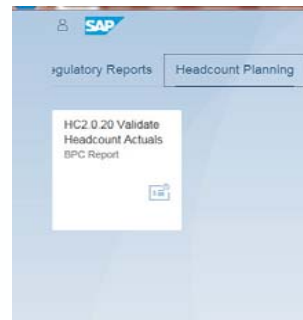 SAP
gulatory Reports Headcount Planning
HC2.0.20 Validate
Headcount Actuals
BPC Report